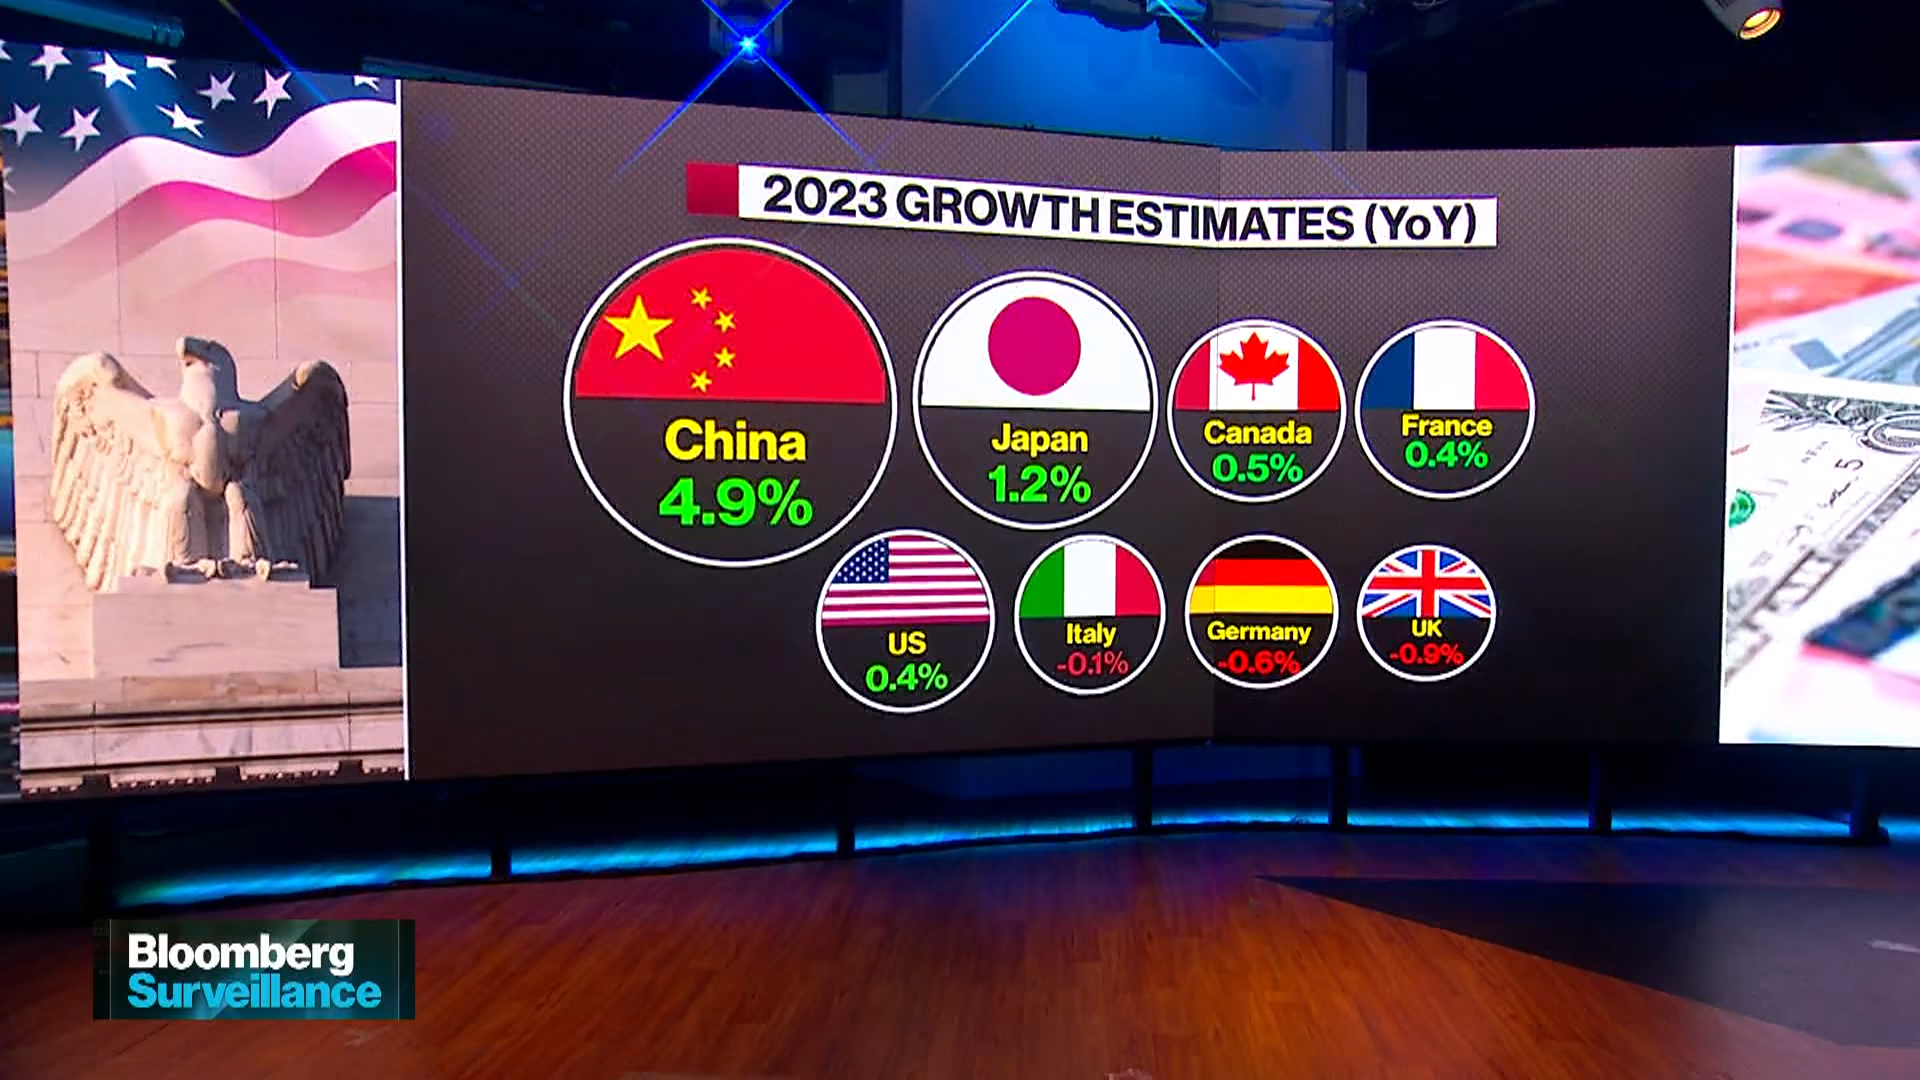 2023 GROWTH ESTIMATES (YoY)
China
4.9%
Japan
1.2%
Canada
0.5%
France
0.4%
US
0.4%
Italy
-0.1%
Germany
-0.6%
UK
-0.9%
5
Bloomberg
Surveillance